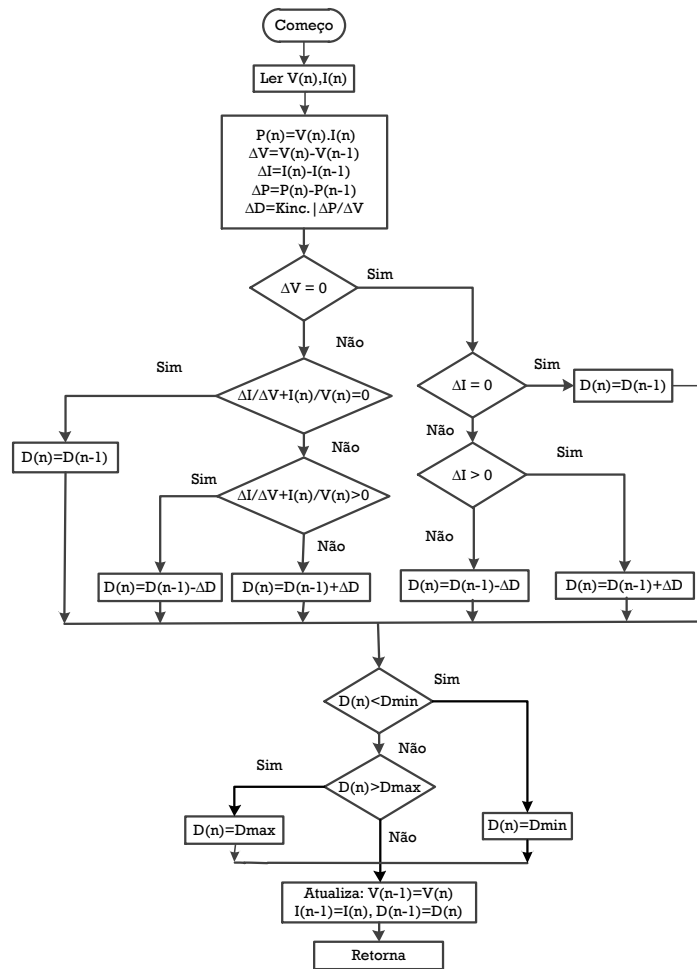 Começo
Ler V(n),I(n)
P(n)=V(n).I(n)
ΔV=V(n)-V(n-1)
ΔI=I(n)-I(n-1)
ΔP=P(n)-P(n-1)
ΔD=Kinc.|ΔP/ΔV
ΔV = 0
Sim
Não
ΔI/ΔV+I(n)/V(n)=0
Sim
ΔI = 0
Sim
D(n)=D(n-1)
D(n)=D(n-1)
Não
Não
ΔI/ΔV+I(n)/V(n)>0
Sim
ΔI > 0
Sim
Não
Não
D(n)=D(n-1)-ΔD
D(n)=D(n-1)+ΔD
D(n)=D(n-1)-ΔD
D(n)=D(n-1)+ΔD
D(n)<Dmin
Sim
Não
D(n)>Dmax
Sim
Não
D(n)=Dmax
D(n)=Dmin
Atualiza: V(n-1)=V(n)
I(n-1)=I(n), D(n-1)=D(n)
Retorna